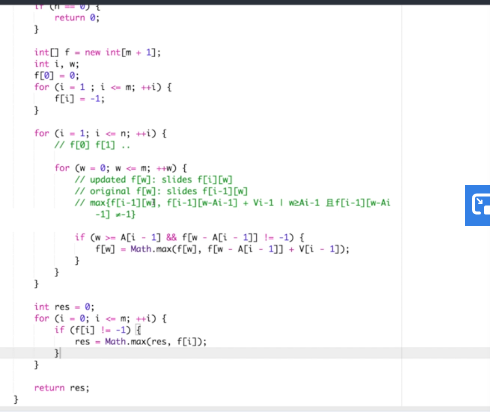 if (n == 0) {
return 0;
}
int[] f = new int[m + 1];
int i, w;
f[0] = 0;
for (i = 1 ; i <= m; ++i) {
f[i] = -1;
}
for (i = 1; i <= n; ++i) {
// f[0] f[1] ..
for (w = 0; w <= m; ++w) {
// updated f[w]: slides f[i][w]
// original f[w]: slides f[i-1][w]
// max{f[i-1][w], f[i-1][w-Ai-1] + Vi-1 | w≥Ai-1 且f[i-1][w-Ai
-1] ≠-1}
if (w >= A[i - 1] && f[w - A[i - 1]] != -1) {
f[w] = Math.max(f[w], f[w - A[i - 1]] + V[i - 1]);
}
}
}
int res = 0;
for (i = 0; i <= m; ++i) {
if (f[i] != -1) {
res = Math.max(res, f[i]);
}
}
return res;
}